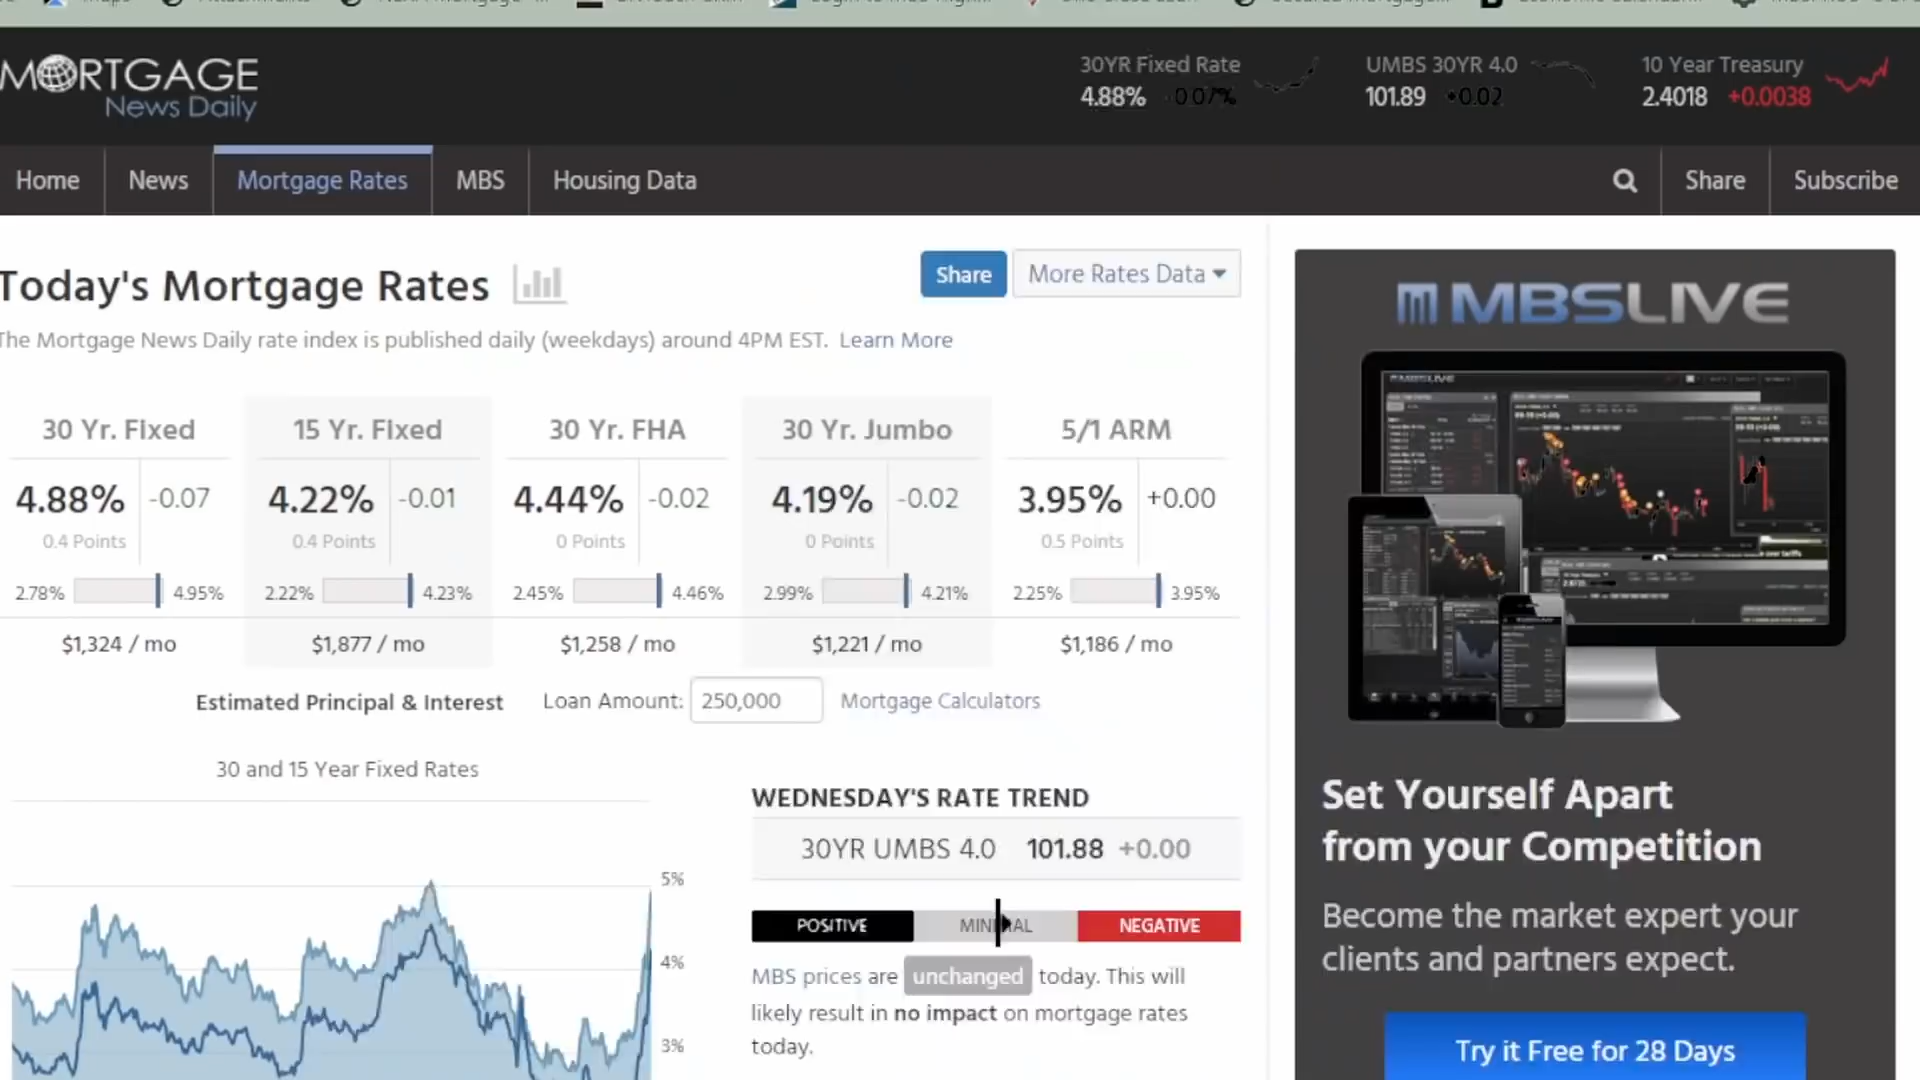 MORTGAGE
News Daily
30YR Fixed Rate
4.88% -0.07%
UMBS 30YR 4.0
101.89 +0.02
10 Year Treasury
2.4018 +0.0038
Home News Mortgage Rates MBS Housing Data Share Subscribe
Today's Mortgage Rates
Share
More Rates Data
The Mortgage News Daily rate index is published daily (weekdays) around 4PM EST. Learn More
30 Yr. Fixed
4.88% -0.07
0.4 Points
2.78% 4.95%
$1,324 / mo
15 Yr. Fixed
4.22% -0.01
0.4 Points
2.22% 4.23%
$1,877 / mo
30 Yr. FHA
4.44% -0.02
0 Points
2.45% 4.46%
$1,258 / mo
30 Yr. Jumbo
4.19% -0.02
0 Points
2.99% 4.21%
$1,221 / mo
5/1 ARM
3.95% +0.00
0.5 Points
2.25% 3.95%
$1,186 / mo
Estimated Principal & Interest Loan Amount: 250,000 Mortgage Calculators
30 and 15 Year Fixed Rates
5%
4%
3%
WEDNESDAY'S RATE TREND
30YR UMBS 4.0 101.88 +0.00
POSITIVE NEGATIVE
MBS prices are unchanged today. This will
likely result in no impact on mortgage rates
today.
MBSLIVE
MBSLIVE
Set Yourself Apart
from your Competition
Become the market expert your
clients and partners expect.
Try it Free for 28 Days